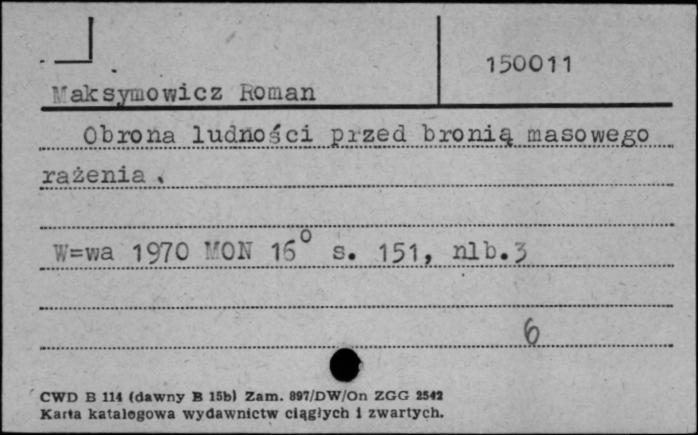 150011
Maksymowicz Roman
Obrona ludności przed bronią masowego
rażenia.
W=wa 1970 MON 16° s. 151, nlb.3
6
CWD B 114 (dawny B 15b) Zam. 897/DW/On ZGG 2542
Karta katalogowa wydawnictw ciągłych i zwartych.